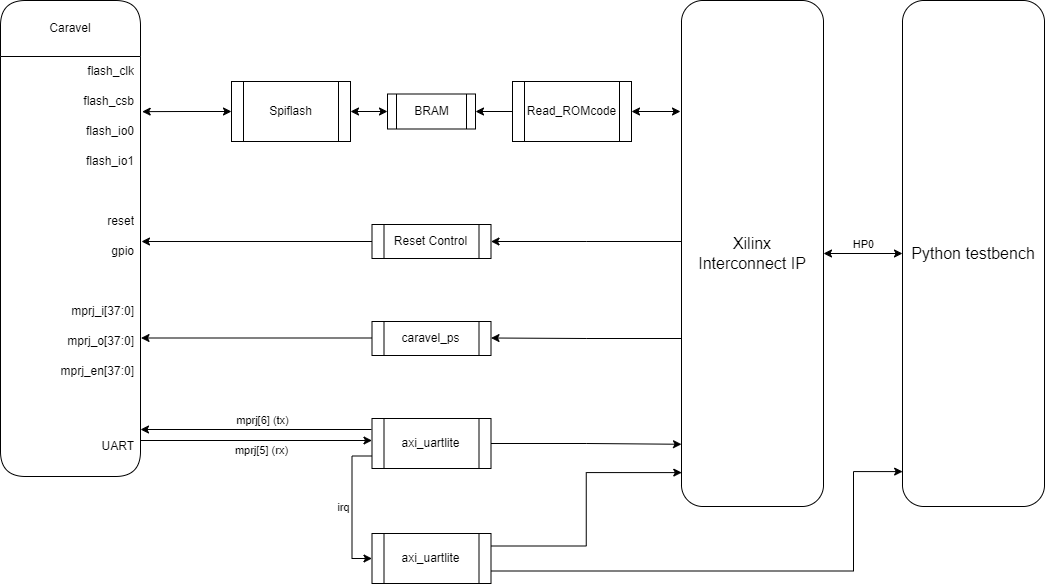 Caravel
flash_clk
flash_csb
flash_io0
flash_io1
reset
gpio
mprj_i[37:0]
mprj_o[37:0]
mprj_en[37:0]
UART
Spiflash
BRAM
Read_ROMcode
Reset Control
caravel_ps
mprj[6] (tx)
mprj[5] (rx)
axi_uartlite
irq
axi_uartlite
Xilinx
Interconnect IP
HP0
Python testbench